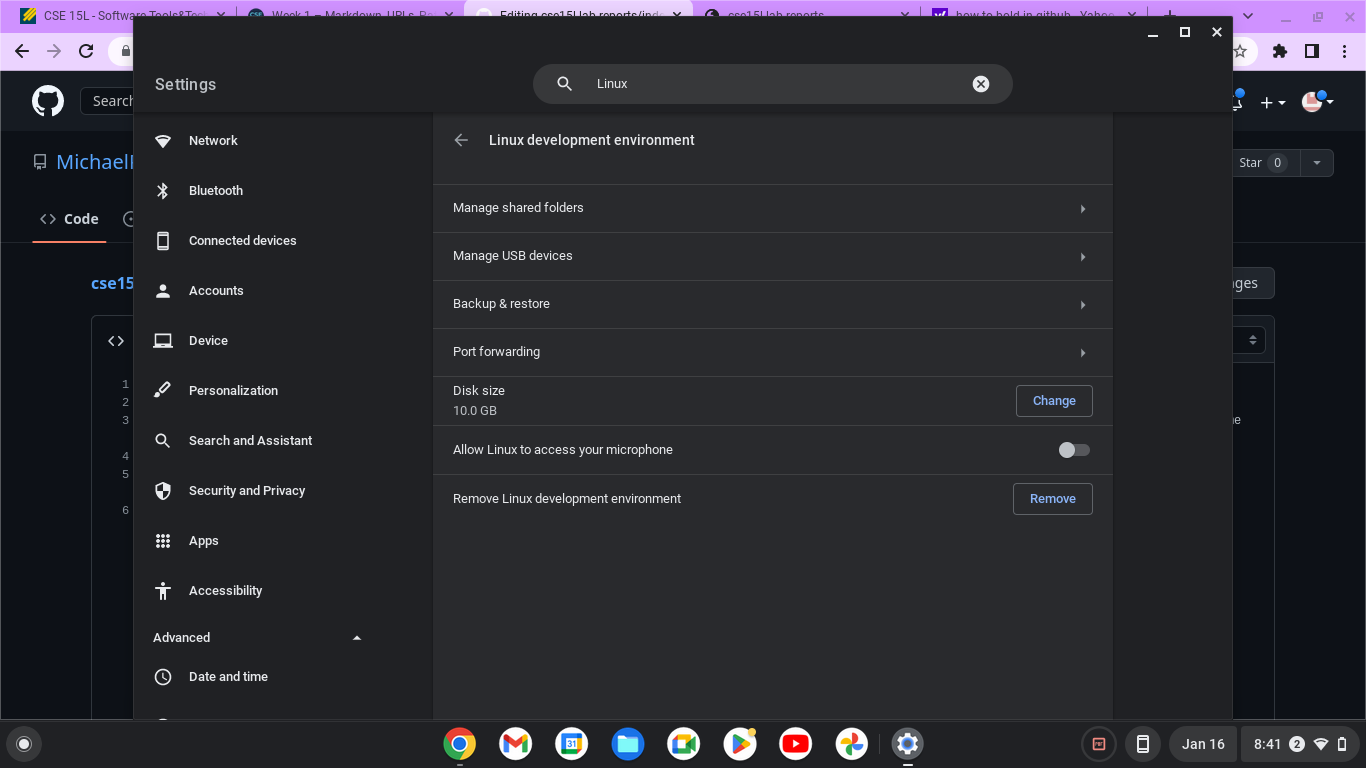 CSE 15L - Software Tools&Tec
Week 1 – Markdown, URLs, Re
Editing cse15l lab reports/ind
cse15l lab reports
how to bold in github - Yahoo
Settings
Linux
Search
Network
Linux development environment
Michael
Star 0
Bluetooth
Manage shared folders
Code
Connected devices
Manage USB devices
cse15
Accounts
Backup & restore
nges
Device
Port forwarding
1
2
3
4
5
6
Personalization
Disk size
10.0 GB
Change
Search and Assistant
Allow Linux to access your microphone
Security and Privacy
Remove Linux development environment
Remove
Apps
Accessibility
Advanced
Date and time
31
Jan 16
8:41
2